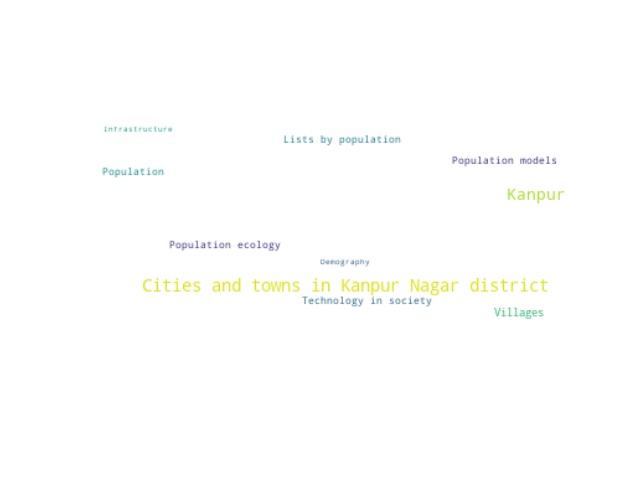 Infrastructure
Lists by population
Population models
Population
Kanpur
Population ecology
Demography
Cities and towns in Kanpur Nagar district
Technology in society
Villages